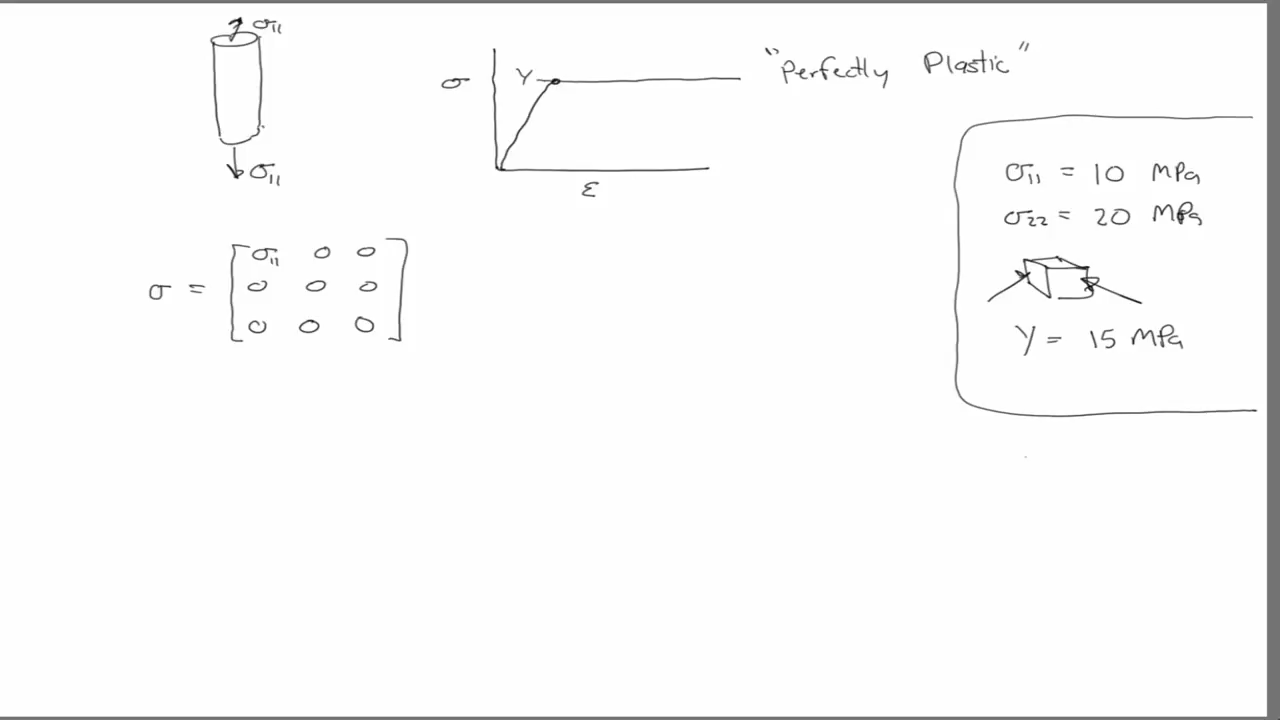 σ₁₁
σ₁₁
σ
Y
ε
"Perfectly Plastic"
σ = [σ₁₁ 0 0
0 0 0
0 0 0]
σ₁₁ = 10 MPa
σ₂₂ = 20 MPa
Y = 15 MPa